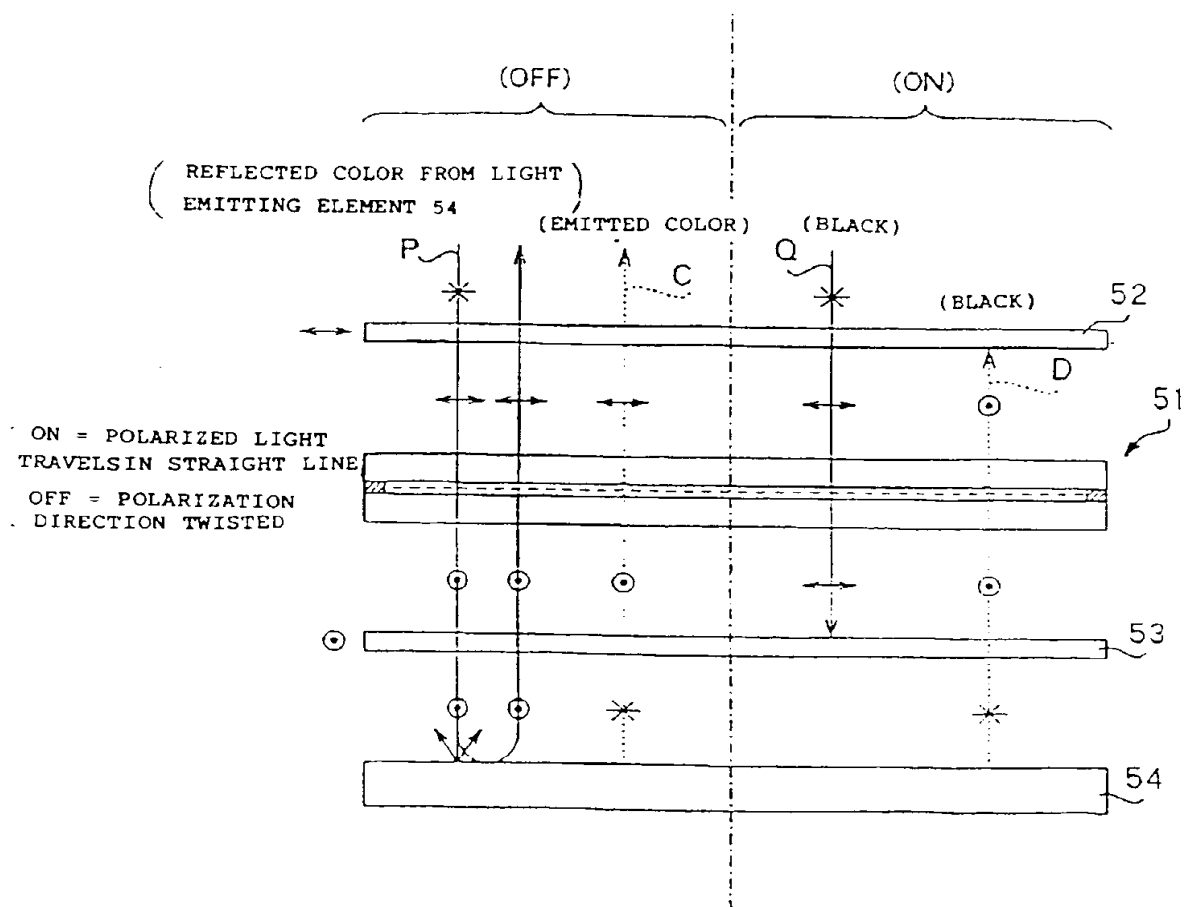 (OFF)
(ON)
(REFLECTED COLOR FROM LIGHT
EMITTING ELEMENT 54)
(EMITTED COLOR)
(BLACK)
P
C
Q
(BLACK)
52
D
51
ON = POLARIZED LIGHT
TRAVELSIN STRAIGHT LINE
OFF = POLARIZATION
DIRECTION TWISTED
53
54